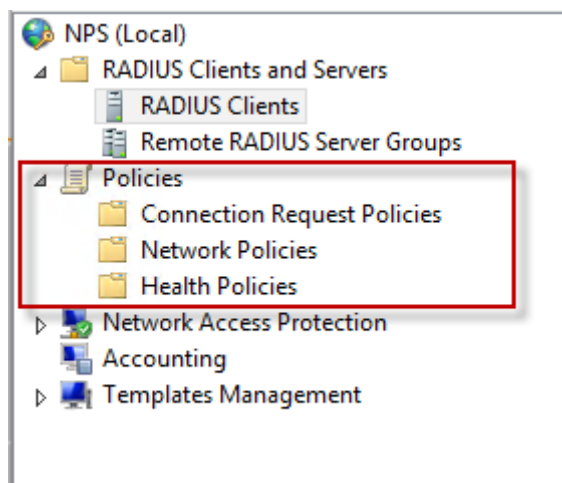 NPS (Local)
RADIUS Clients and Servers
RADIUS Clients
Remote RADIUS Server Groups
Policies
Connection Request Policies
Network Policies
Health Policies
Network Access Protection
Accounting
Templates Management